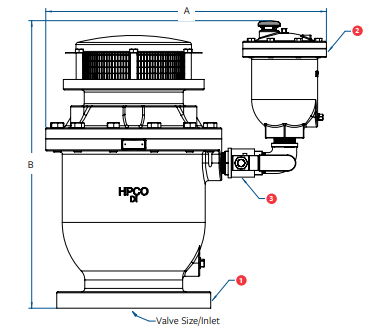 A
2
B
3
HPCO
DI
1
Valve Size/Inlet